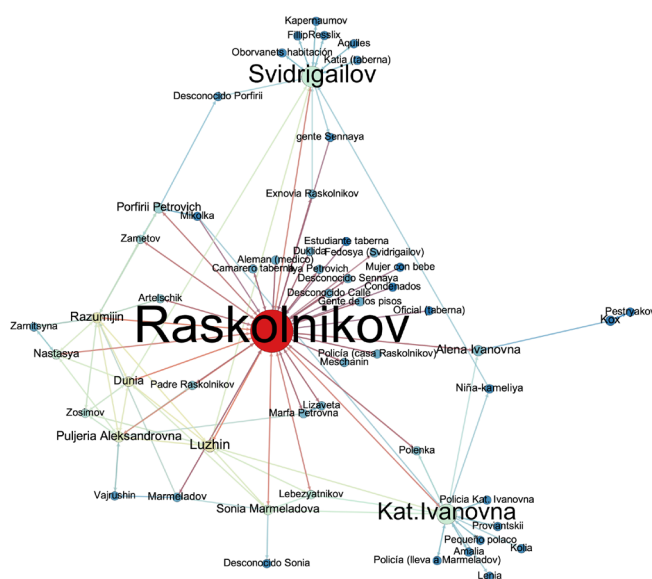 Kapernaumov
FillipResslix
Aquiles
Oborvanets habitación
Katia (taberna)
Svidrigailov
Desconocido Porfirii
gente Sennaya
Exnovia Raskolnikov
Porfirii Petrovich
Mikolka
Zametov
Estudiante taberna
Duklida
Fedosya (Svidrigailov)
Aleman (medico)
Camarero taberna
Ilya Petrovich
Mujer con bebe
Desconocido Sennaya
Condenados
Desconocido Calle
Artelschik
Gente de los pisos
Oficial (taberna)
Pestryakov
Kox
Razumijin
Raskolnikov
Zarnitsyna
Nastasya
Policía (casa Raskolnikov)
Alena Ivanovna
Meschanin
Dunia
Padre Raskolnikov
Niña-kameliya
Lizaveta
Zosimov
Marfa Petrovna
Puljeria Aleksandrovna
Luzhin
Polenka
Vajrushin
Marmeladov
Lebezyatnikov
Sonia Marmeladova
Policia Kat. Ivanovna
Kat.Ivanovna
Proviantskii
Pequeño polaco
Kolia
Amalia
Desconocido Sonia
Policía (lleva a Marmeladov)
Lenia